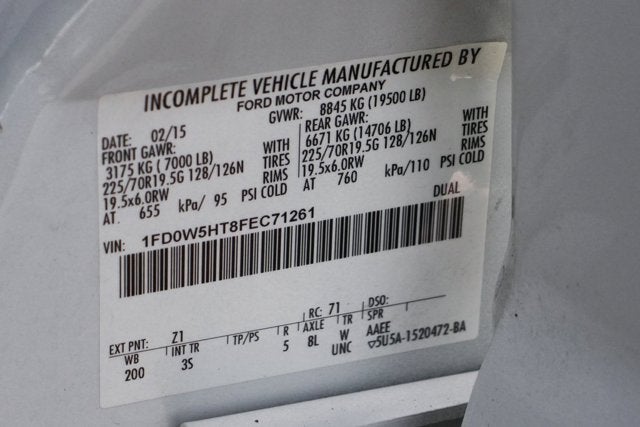 INCOMPLETE VEHICLE MANUFACTURED BY
FORD MOTOR COMPANY
DATE: 02/15 GVWR: 8845 KG (19500 LB)
FRONT GAWR: REAR GAWR:
3175 KG ( 7000 LB) WITH 6671 KG (14706 LB) WITH
225/70R19.5G 128/126N TIRES 225/70R19.5G 128/126N TIRES
19.5x6.0RW RIMS 19.5x6.0RW RIMS
AT 655 kPa/ 95 PSI COLD AT 760 kPa/110 PSI COLD
DUAL
VIN: 1FD0W5HT8FEC71261
EXT PNT: Z1 RC: 71 DSO:
WB INT TR TP/PS R AXLE TR SPR
200 3S 5 8L W AAEE
UNC ▽5U5A-1520472-BA